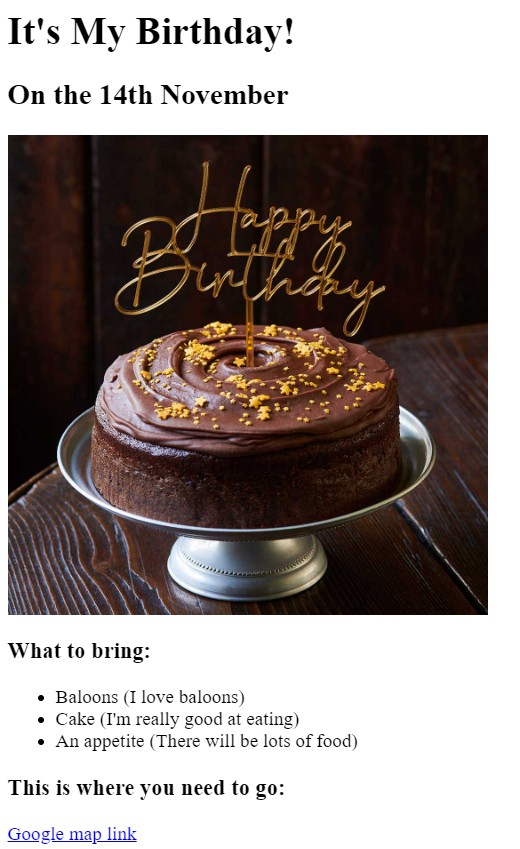 It's My Birthday!
On the 14th November
Happy
Birthday
What to bring:
Baloons (I love baloons)
Cake (I'm really good at eating)
An appetite (There will be lots of food)
This is where you need to go:
Google map link